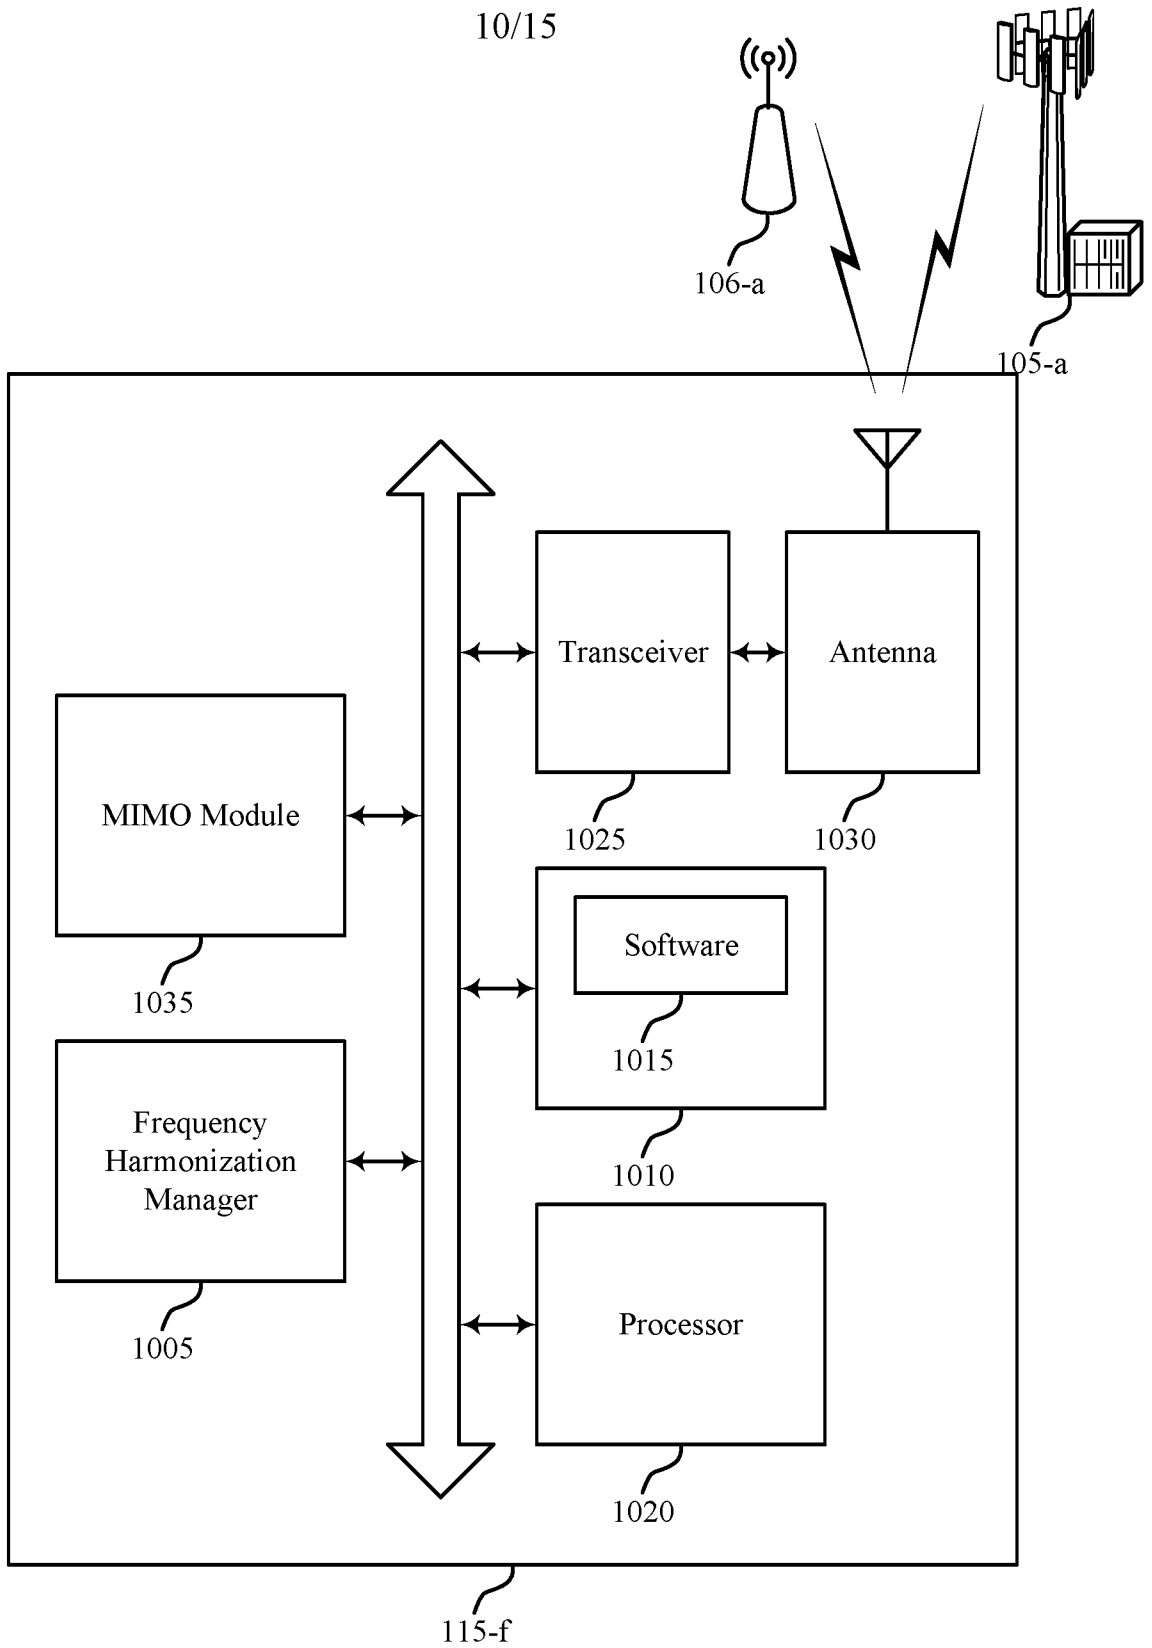 10/15
106-a
105-a
Transceiver
Antenna
1025
1030
MIMO Module
1035
Software
1015
1010
Frequency
Harmonization
Manager
1005
Processor
1020
115-f